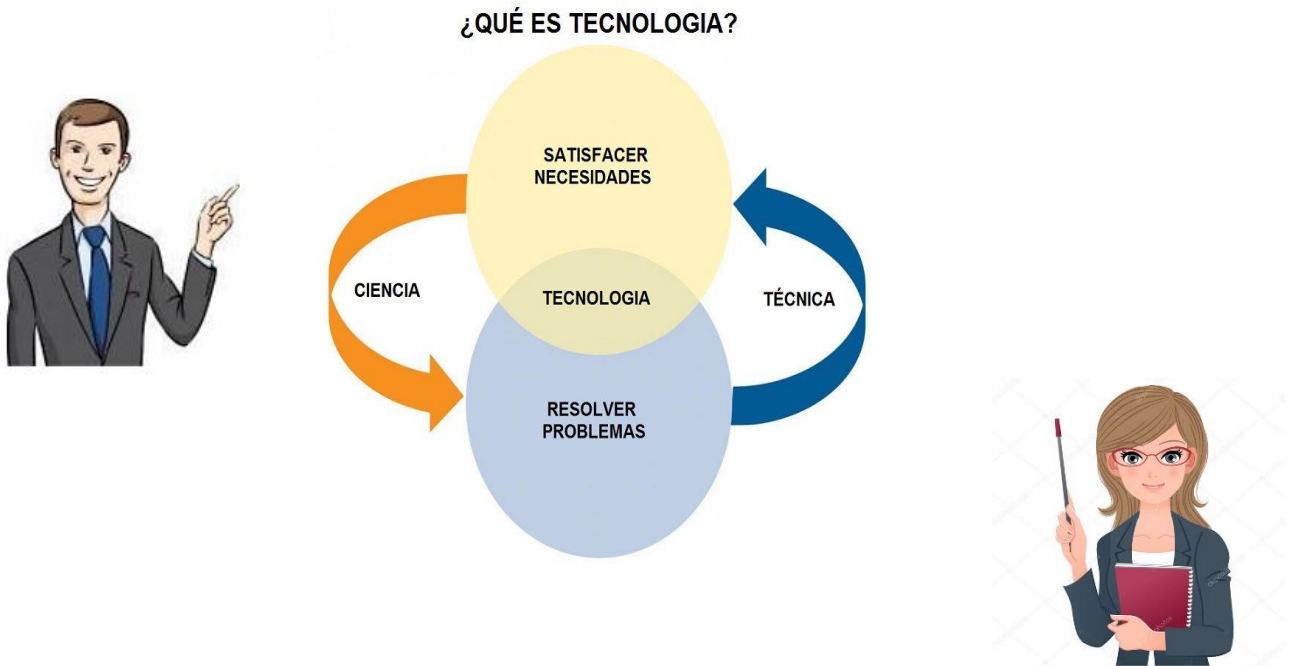 ¿QUÉ ES TECNOLOGIA?
SATISFACER
NECESIDADES
CIENCIA
TECNOLOGIA
TÉCNICA
RESOLVER
PROBLEMAS